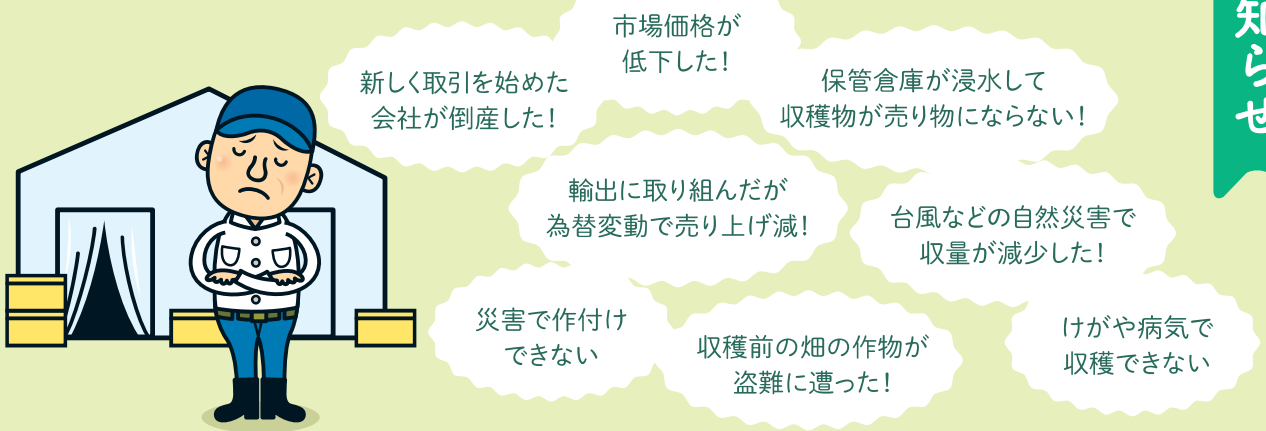 市場価格が
低下した！
新しく取引を始めた
会社が倒産した！
保管倉庫が浸水して
収穫物が売り物にならない！
輸出に取り組んだが
為替変動で売り上げ減！
台風などの自然災害で
収量が減少した！
災害で作付け
できない
収穫前の畑の作物が
盗難に遭った！
けがや病気で
収穫できない
知らせ